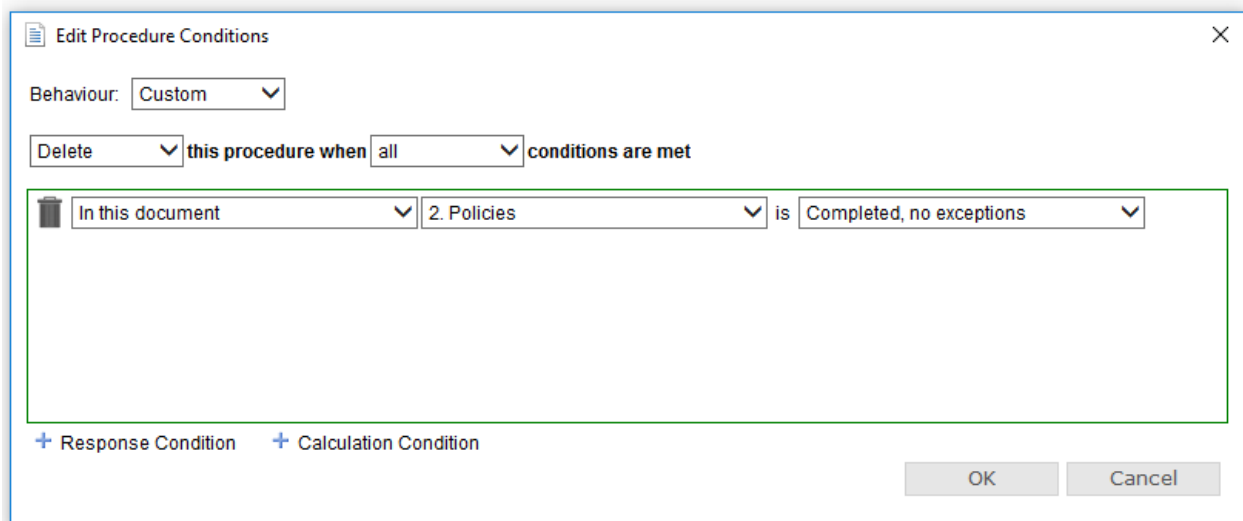 Edit Procedure Conditions
Behaviour: Custom
Delete this procedure when all conditions are met
In this document 2. Policies is Completed, no exceptions
+ Response Condition + Calculation Condition
OK Cancel